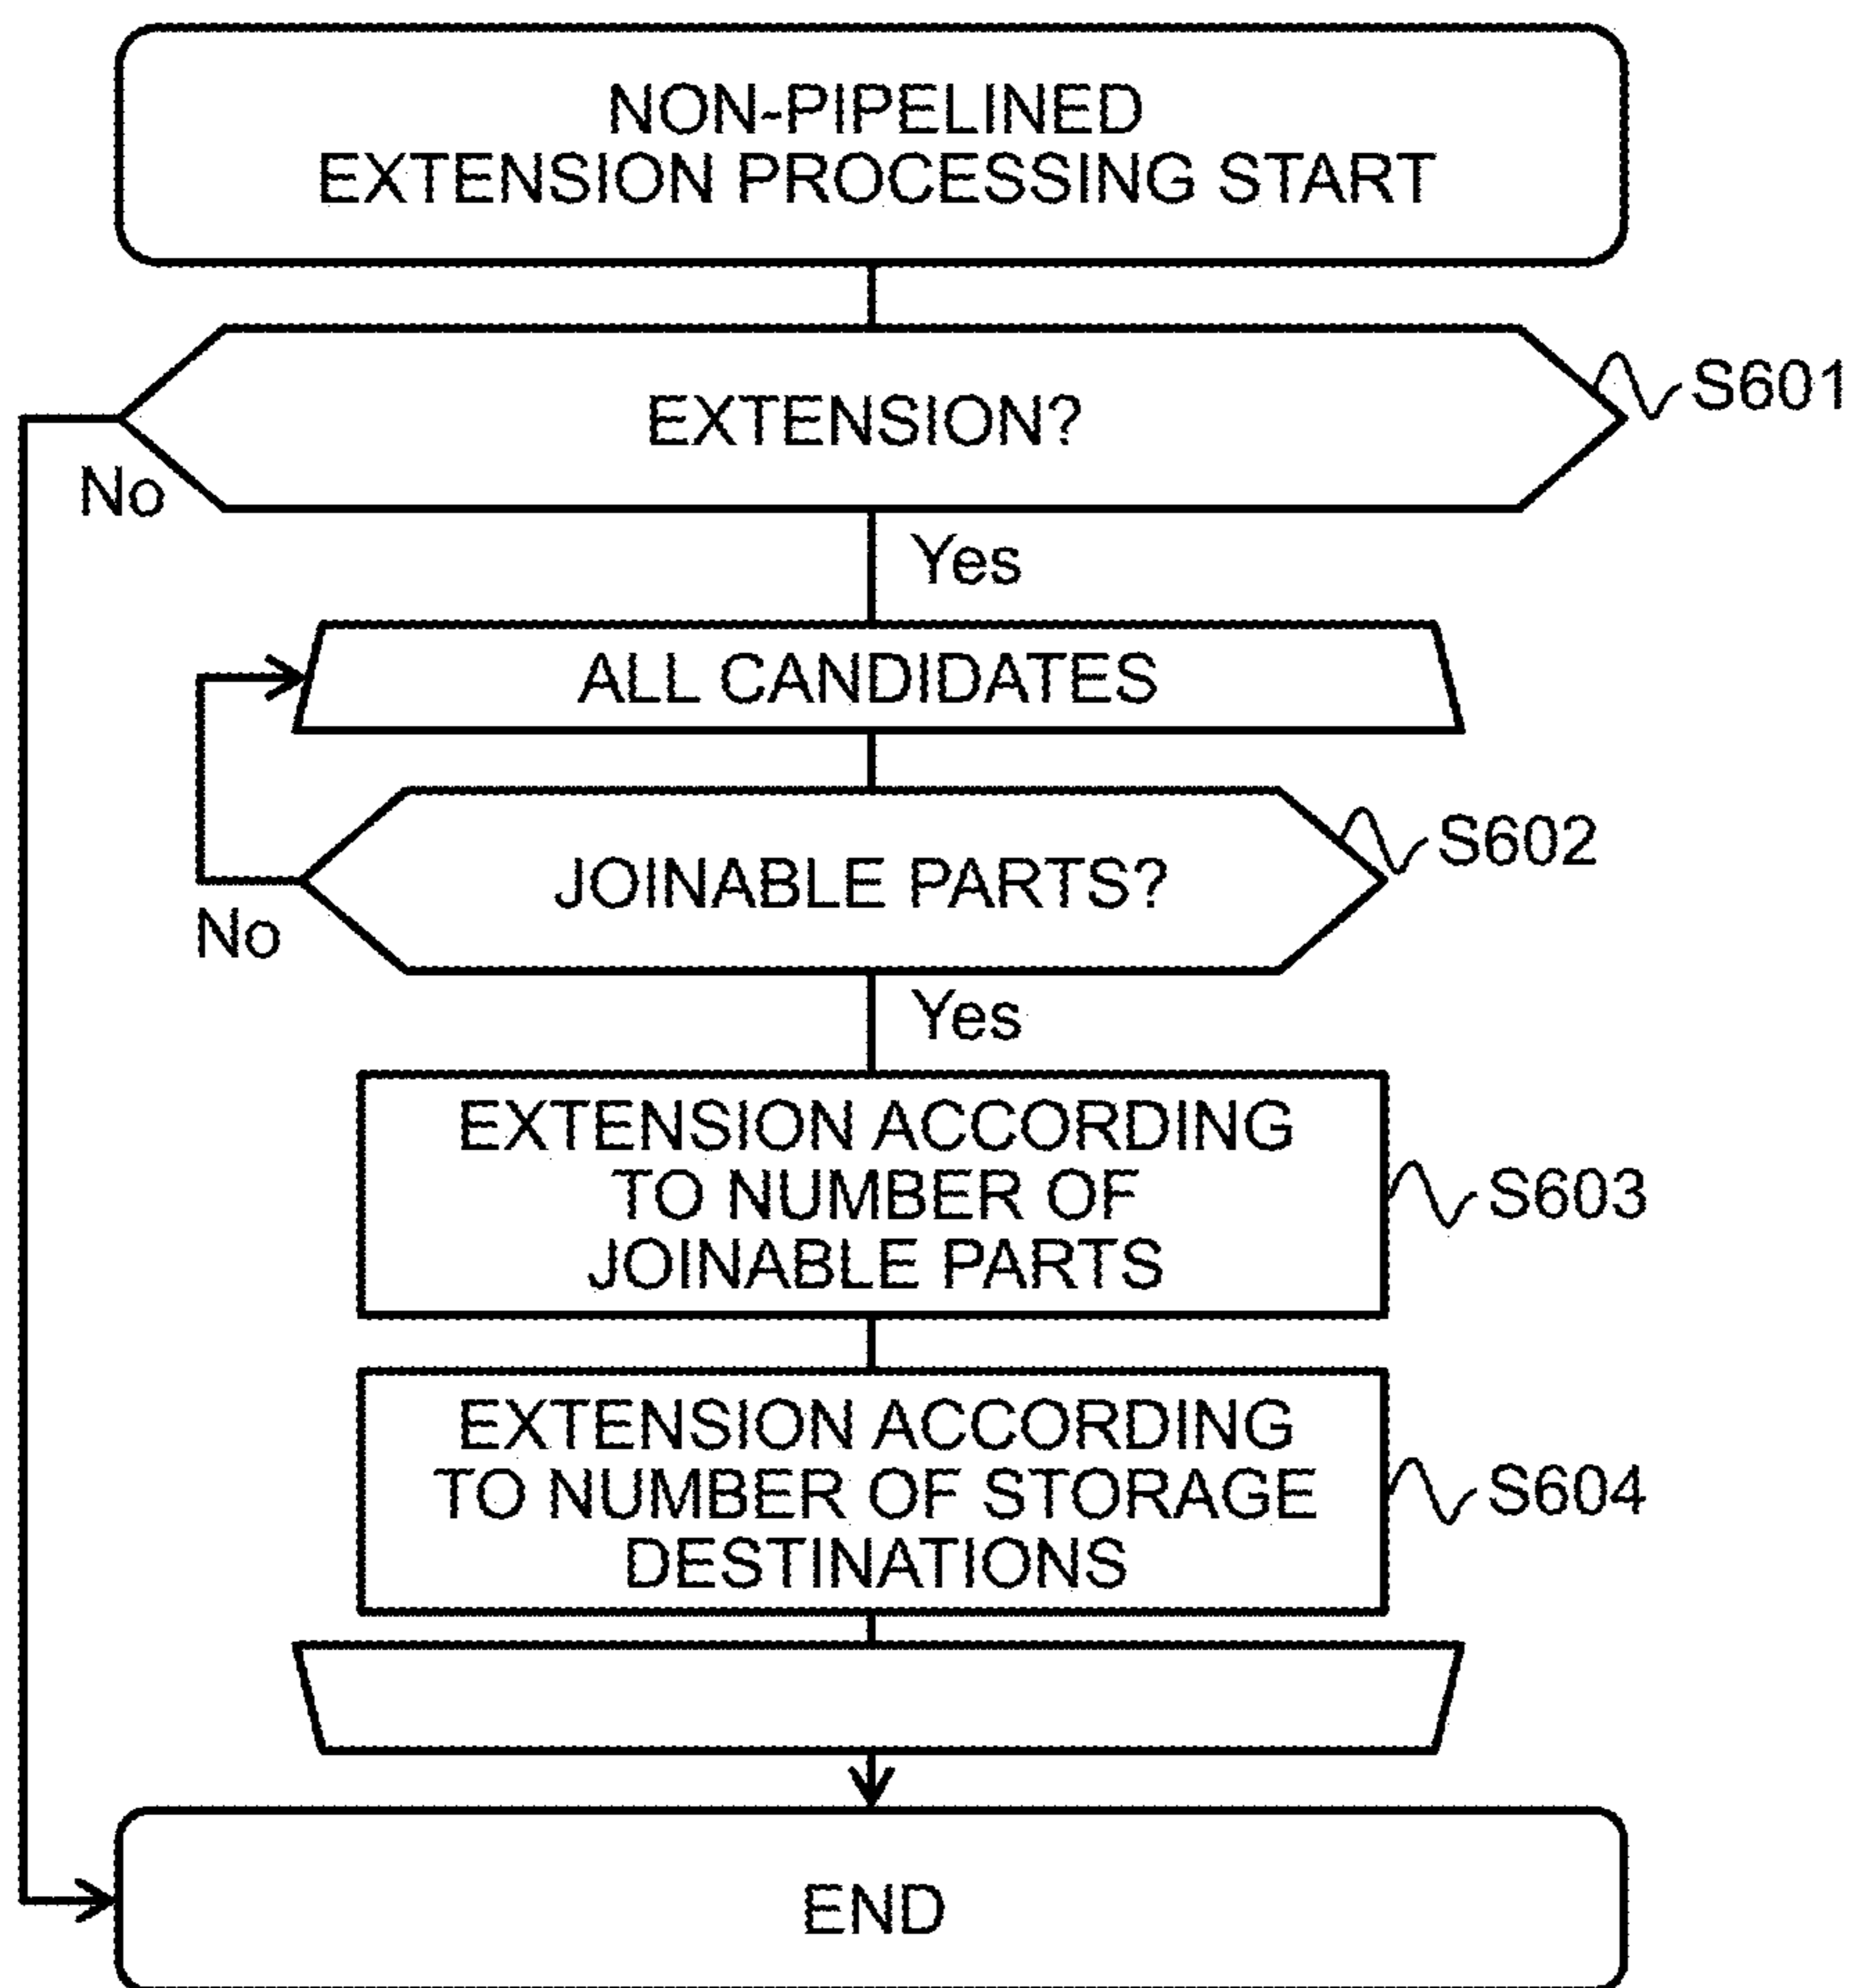 NON-PIPELINED
EXTENSION PROCESSING START
EXTENSION?
S601
No
Yes
ALL CANDIDATES
JOINABLE PARTS?
S602
No
Yes
EXTENSION ACCORDING
TO NUMBER OF
JOINABLE PARTS
S603
EXTENSION ACCORDING
TO NUMBER OF STORAGE
DESTINATIONS
S604
END